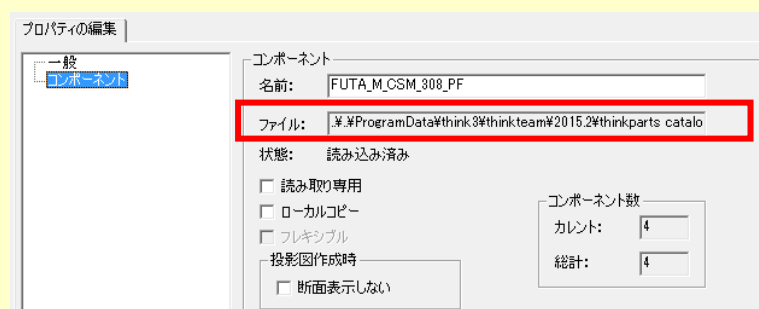 プロパティの編集
一般
コンポーネント
コンポーネント
名前: FUTA_M_CSM_308_PF
ファイル: .¥.¥ProgramData¥think3¥thinkteam¥2015.2¥thinkparts catalo
状態: 読み込み済み
読み取り専用
ローカルコピー
フレキシブル
投影図作成時
断面表示しない
コンポーネント数
カレント: 4
総計: 4